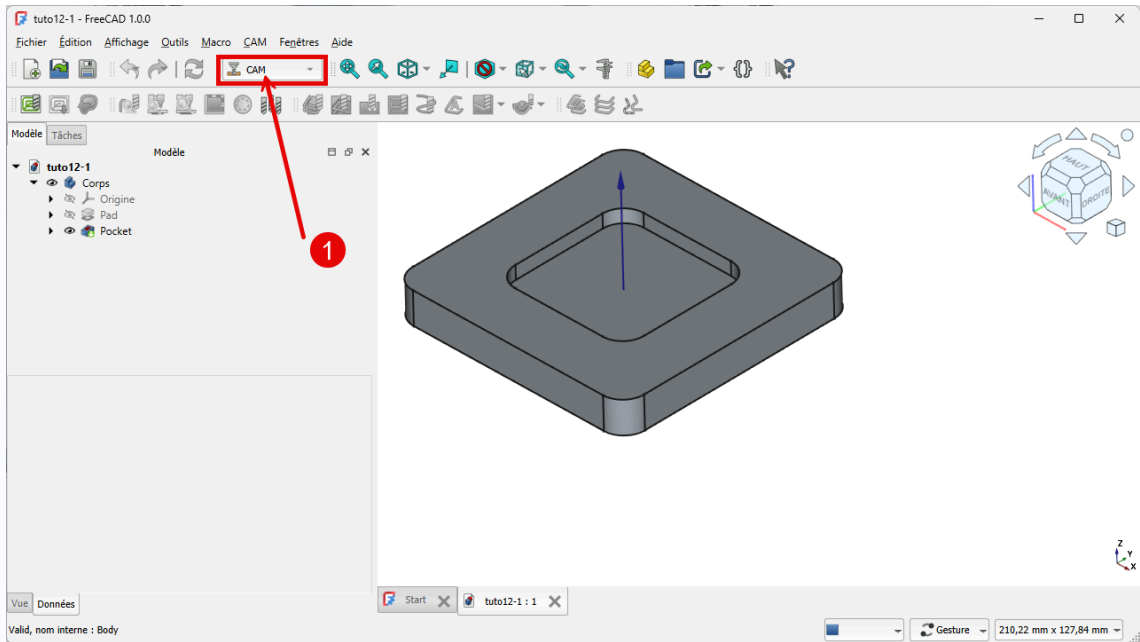 tuto12-1 - FreeCAD 1.0.0
Fichier Édition Affichage Outils Macro CAM Fenêtres Aide
CAM
Modèle Tâches
Modèle
tuto12-1
Corps
Origine
Pad
Pocket
1
HAUT
AVANT
DROITE
Z
Y
X
Vue Données
Start
tuto12-1 : 1
Valid, nom interne : Body
Gesture
210,22 mm x 127,84 mm